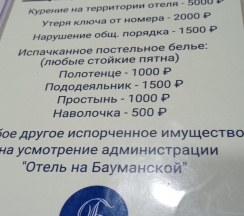 Курение на территории отеля - 5000 ₽
Утеря ключа от номера - 2000 ₽
Нарушение общ. порядка - 1500 ₽
Испачканное постельное белье:
(любые стойкие пятна)
Полотенце - 1000 ₽
Пододеяльник - 1500 ₽
Простынь - 1000 ₽
Наволочка - 500 ₽
бое другое испорченное имущество
на усмотрение администрации
"Отель на Бауманской"